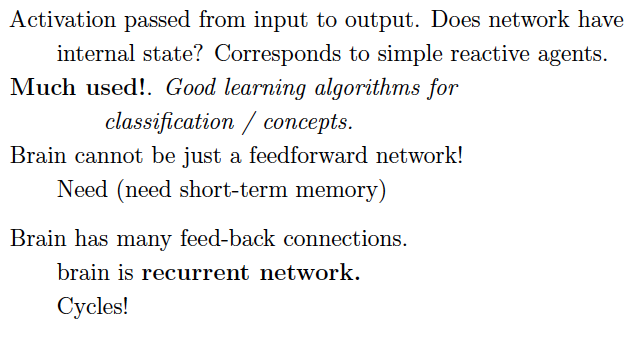 Activation passed from input to output. Does network have
internal state? Corresponds to simple reactive agents.
Much used!. Good learning algorithms for
classification / concepts.
Brain cannot be just a feedforward network!
Need (need short-term memory)
Brain has many feed-back connections.
brain is recurrent network.
Cycles!